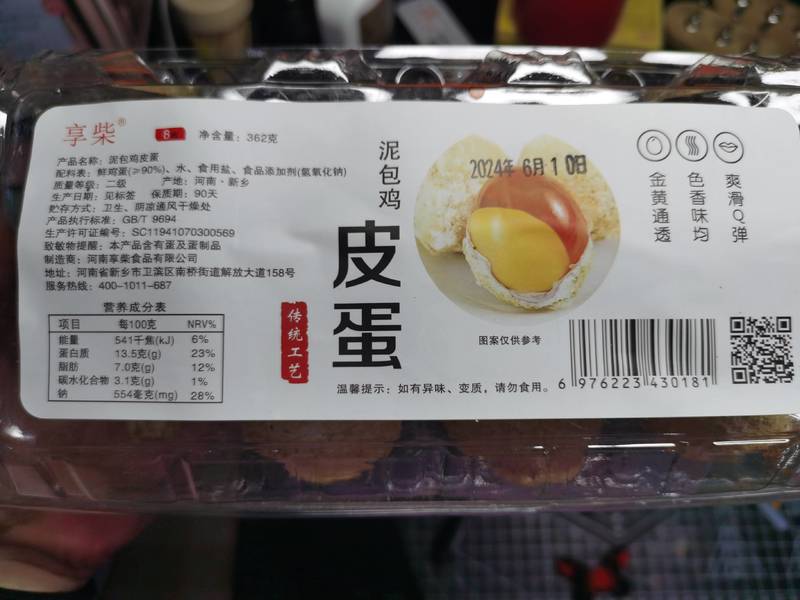 享柴®
8枚
净含量：362克
产品名称：泥包鸡皮蛋
配料表：鲜鸡蛋(≥90%)、水、食用盐、食品添加剂(氢氧化钠)
质量等级：二级 产地：河南·新乡
生产日期：见标签 保质期：90天
贮存方式：卫生、阴凉通风干燥处
产品执行标准：GB/T 9694
生产许可证编号：SC11941070300569
致敏物提醒：本产品含有蛋及蛋制品
制造商：河南享柴食品有限公司
地址：河南省新乡市卫滨区南桥街道解放大道158号
服务热线：400-1011-687
营养成分表
项目 每100克 NRV%
能量 541千焦(kJ) 6%
蛋白质 13.5克(g) 23%
脂肪 7.0克(g) 12%
碳水化合物 3.1克(g) 1%
钠 554毫克(mg) 28%
传统工艺
泥包鸡
皮蛋
2024年 6月10日
图案仅供参考
温馨提示：如有异味、变质，请勿食用。
金黄通透
色香味均
爽滑Q弹
6 976223 430181